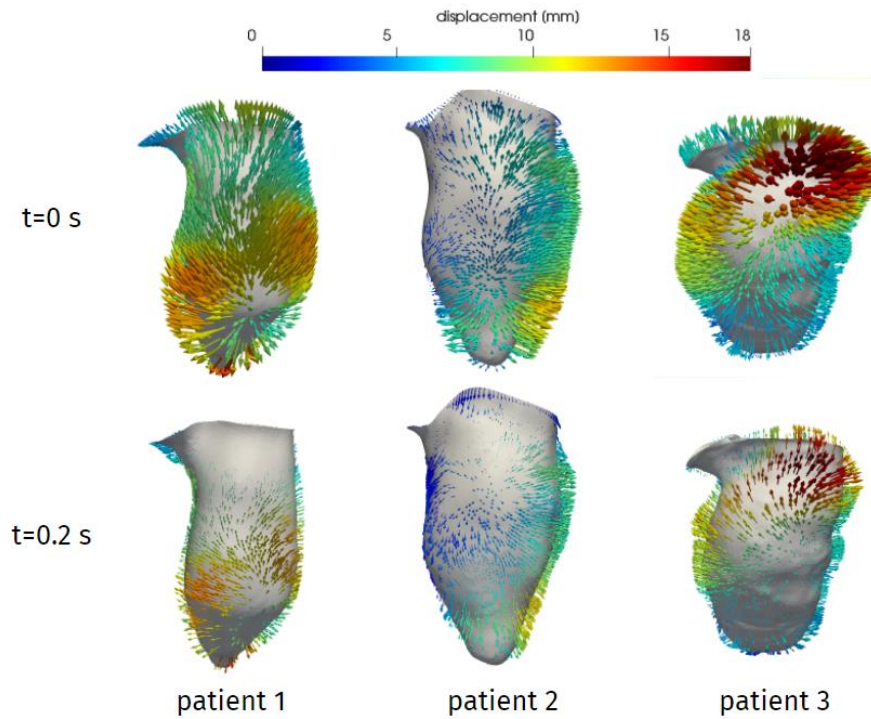 displacement (mm)
0 5 10 15 18
t=0 s
t=0.2 s
patient 1 patient 2 patient 3